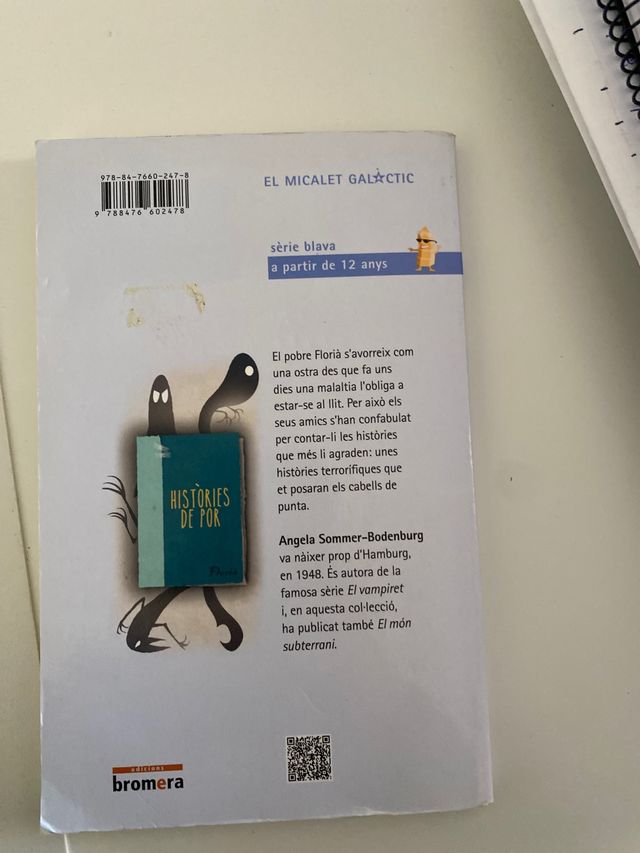 978-84-7660-247-8
9 788476 602478
EL MICALET GALÀCTIC
sèrie blava
a partir de 12 anys
El pobre Florià s'avorreix com
una ostra des que fa uns
dies una malaltia l'obliga a
estar-se al llit. Per això els
seus amics s'han confabulat
per contar-li les històries
que més li agraden: unes
històries terrorífiques que
et posaran els cabells de
punta.
HISTÒRIES
DE POR
Florià
Angela Sommer-Bodenburg
va nàixer prop d'Hamburg,
en 1948. És autora de la
famosa sèrie El vampiret
i, en aquesta col·lecció,
ha publicat també El món
subterrani.
edicions
bromera